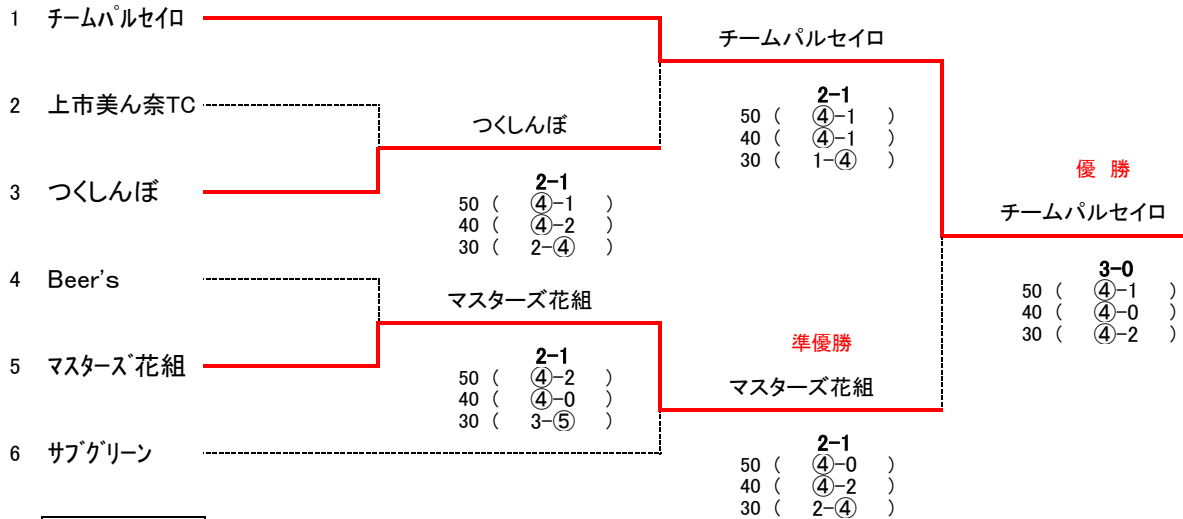 1 チームパルセイロ
チームパルセイロ
2 上市美ん奈TC
2-1
50 ( ④-1 )
40 ( ④-1 )
30 ( 1-④ )
つくしんぼ
3 つくしんぼ
2-1
50 ( ④-1 )
40 ( ④-2 )
30 ( 2-④ )
優 勝
チームパルセイロ
3-0
50 ( ④-1 )
40 ( ④-0 )
30 ( ④-2 )
4 Beer's
マスターズ花組
5 マスターズ花組
2-1
50 ( ④-2 )
40 ( ④-0 )
30 ( 3-⑤ )
準優勝
マスターズ花組
6 サブグリーン
2-1
50 ( ④-0 )
40 ( ④-2 )
30 ( 2-④ )